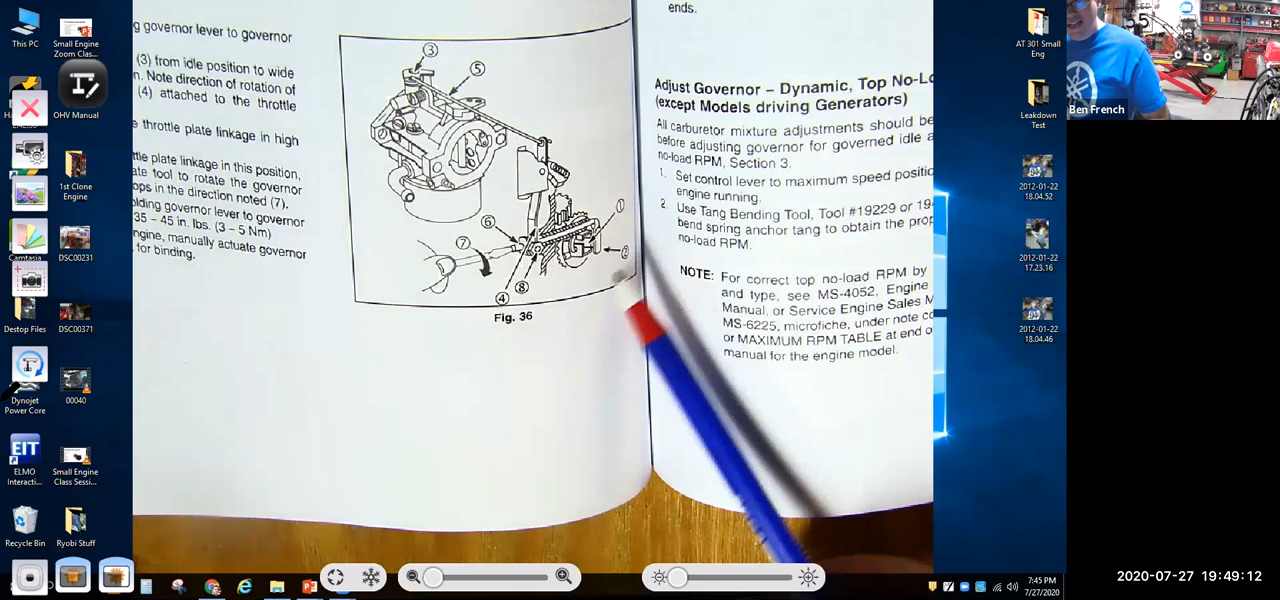 This PC
Small Engine
Zoom Clas...
OHV Manual
1st Clone
Engine
Camtasia
DSC00231
Destop Files
DSC00371
Dynojet
Power Core
00040
EIT
ELMO
Interacti...
Small Engine
Class Sessi...
Recycle Bin
Ryobi Stuff
g governor lever to governor
(3) from idle position to wide
n. Note direction of rotation of
(4) attached to the throttle
e throttle plate linkage in high
ttle plate linkage in this position,
ate tool to rotate the governor
ops in the direction noted (7).
olding governor lever to governor
35 – 45 in. lbs. (3 – 5 Nm)
ngine, manually actuate governor
for binding.
3
5
1
6
7
2
4
8
Fig. 36
ends.
Adjust Governor – Dynamic, Top No-Lo
(except Models driving Generators)
All carburetor mixture adjustments should be
before adjusting governor for governed idle a
no-load RPM, Section 3.
1. Set control lever to maximum speed positio
engine running.
2. Use Tang Bending Tool, Tool #19229 or 19
bend spring anchor tang to obtain the prop
no-load RPM.
NOTE: For correct top no-load RPM by
and type, see MS-4052, Engine
Manual, or Service Engine Sales M
MS-6225, microfiche, under note co
or MAXIMUM RPM TABLE at end o
manual for the engine model.
AT 301 Small
Eng
Leakdown
Test
2012-01-22
18.04.52
2012-01-22
17.23.16
2012-01-22
18.04.46
Ben French
7:45 PM
7/27/2020
2020-07-27 19:49:12